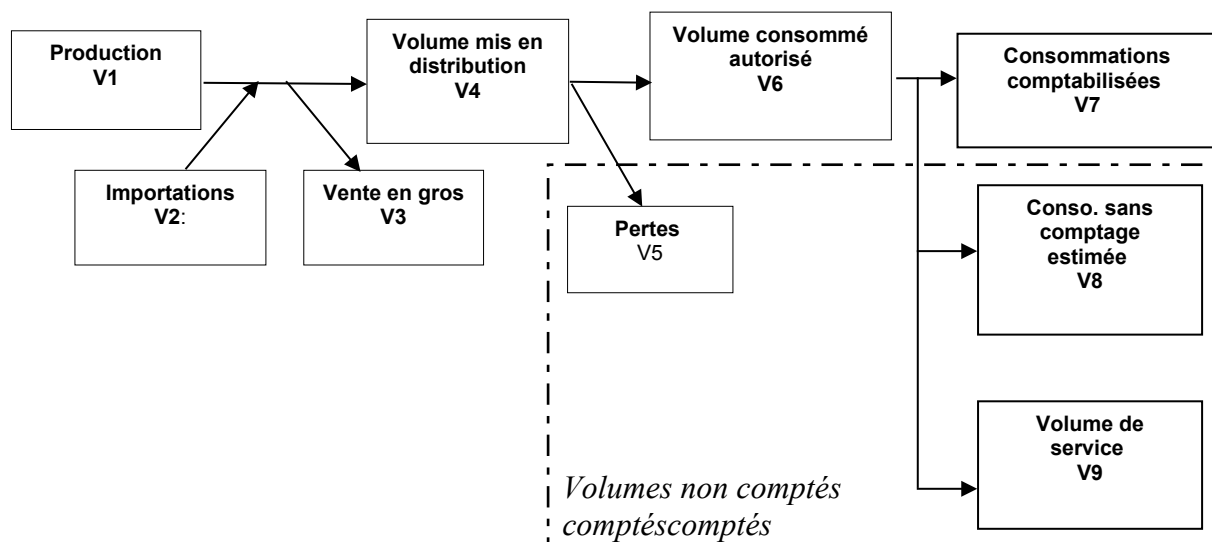 Production
V1
Volume mis en
distribution
V4
Volume consommé
autorisé
V6
Consommations
comptabilisées
V7
Importations
V2:
Vente en gros
V3
Pertes
V5
Conso. sans
comptage
estimée
V8
Volume de
service
V9
Volumes non comptés
comptéscomptés